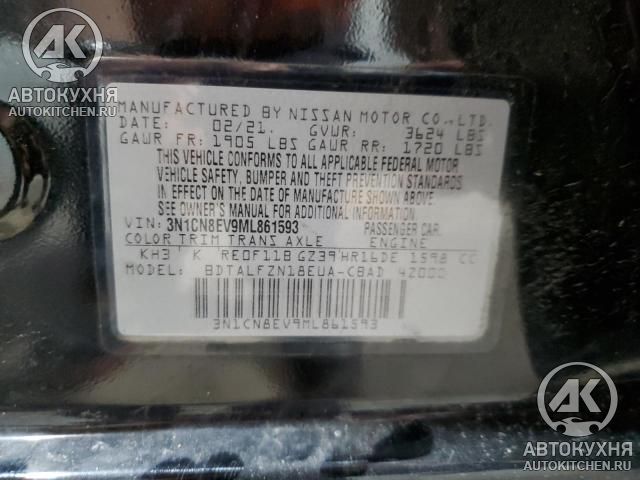 AK
АВТОКУХНЯ
AUTOKITCHEN.RU
MANUFACTURED BY NISSAN MOTOR CO.,LTD.
DATE: 02/21. GVWR: 3624 LBS
GAWR FR: 1905 LBS GAWR RR: 1720 LBS
THIS VEHICLE CONFORMS TO ALL APPLICABLE FEDERAL MOTOR
VEHICLE SAFETY, BUMPER AND THEFT PREVENTION STANDARDS
IN EFFECT ON THE DATE OF MANUFACTURE SHOWN ABOVE.
SEE OWNER'S MANUAL FOR ADDITIONAL INFORMATION.
VIN: 3N1CN8EV9ML861593 PASSENGER CAR.
COLOR TRIM TRANS AXLE ENGINE
KH3 K RE0F11B GZ39 HR16DE 1598 CC
MODEL: BDTALFZN18EUA-CBAD 42000
3N1CN8EV9ML861593
AK
АВТОКУХНЯ
AUTOKITCHEN.RU